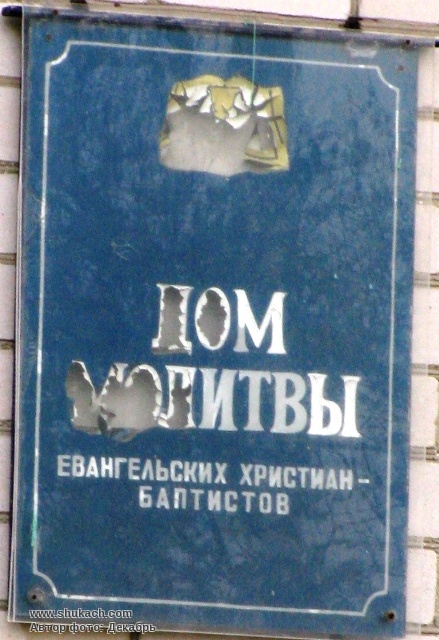 ДОМ
МОЛИТВЫ
ЕВАНГЕЛЬСКИХ ХРИСТИАН-
БАПТИСТОВ
www.shukach.com
Автор фото: Декабрь